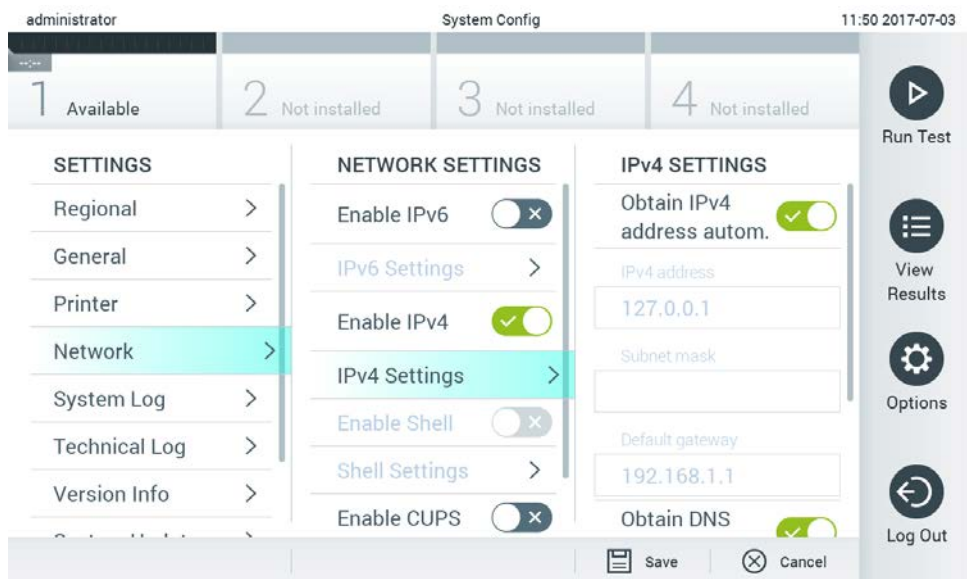 administrator
System Config
11:50 2017-07-03
--:--
1 Available
2 Not installed
3 Not installed
4 Not installed
SETTINGS
Regional
General
Printer
Network
System Log
Technical Log
Version Info
NETWORK SETTINGS
Enable IPv6
IPv6 Settings
Enable IPv4
IPv4 Settings
Enable Shell
Shell Settings
Enable CUPS
IPv4 SETTINGS
Obtain IPv4
address autom.
IPv4 address
127.0.0.1
Subnet mask
Default gateway
192.168.1.1
Obtain DNS
Save
Cancel
Run Test
View
Results
Options
Log Out